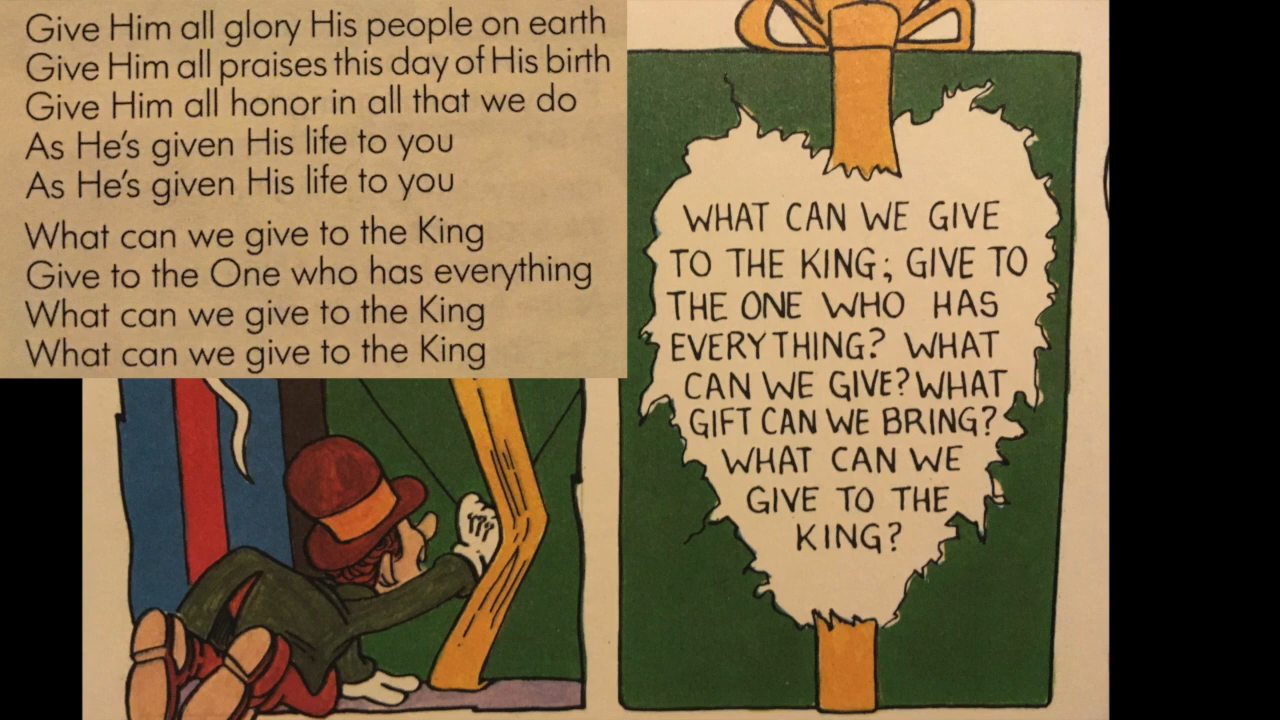 Give Him all glory His people on earth
Give Him all praises this day of His birth
Give Him all honor in all that we do
As He's given His life to you
As He's given His life to you
What can we give to the King
Give to the One who has everything
What can we give to the King
What can we give to the King
WHAT CAN WE GIVE
TO THE KING; GIVE TO
THE ONE WHO HAS
EVERYTHING? WHAT
CAN WE GIVE? WHAT
GIFT CAN WE BRING?
WHAT CAN WE
GIVE TO THE
KING?